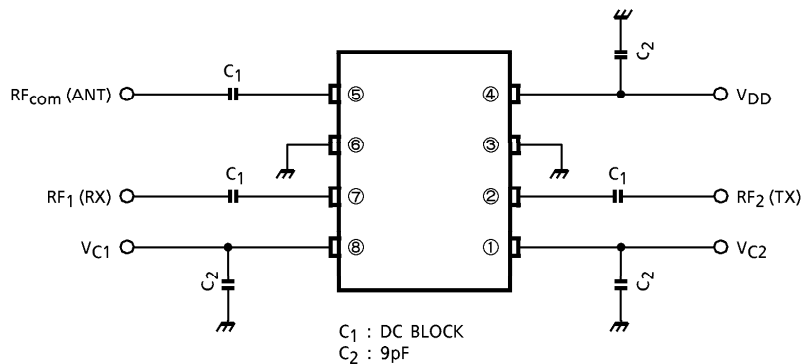 C₂
C₁
RFcom (ANT) ⑤ ④ VDD
⑥ ③
C₁ C₁
RF₁ (RX) ⑦ ② RF₂ (TX)
VC1 ⑧ ① VC2
C₂ C₂
C₁ : DC BLOCK
C₂ : 9pF